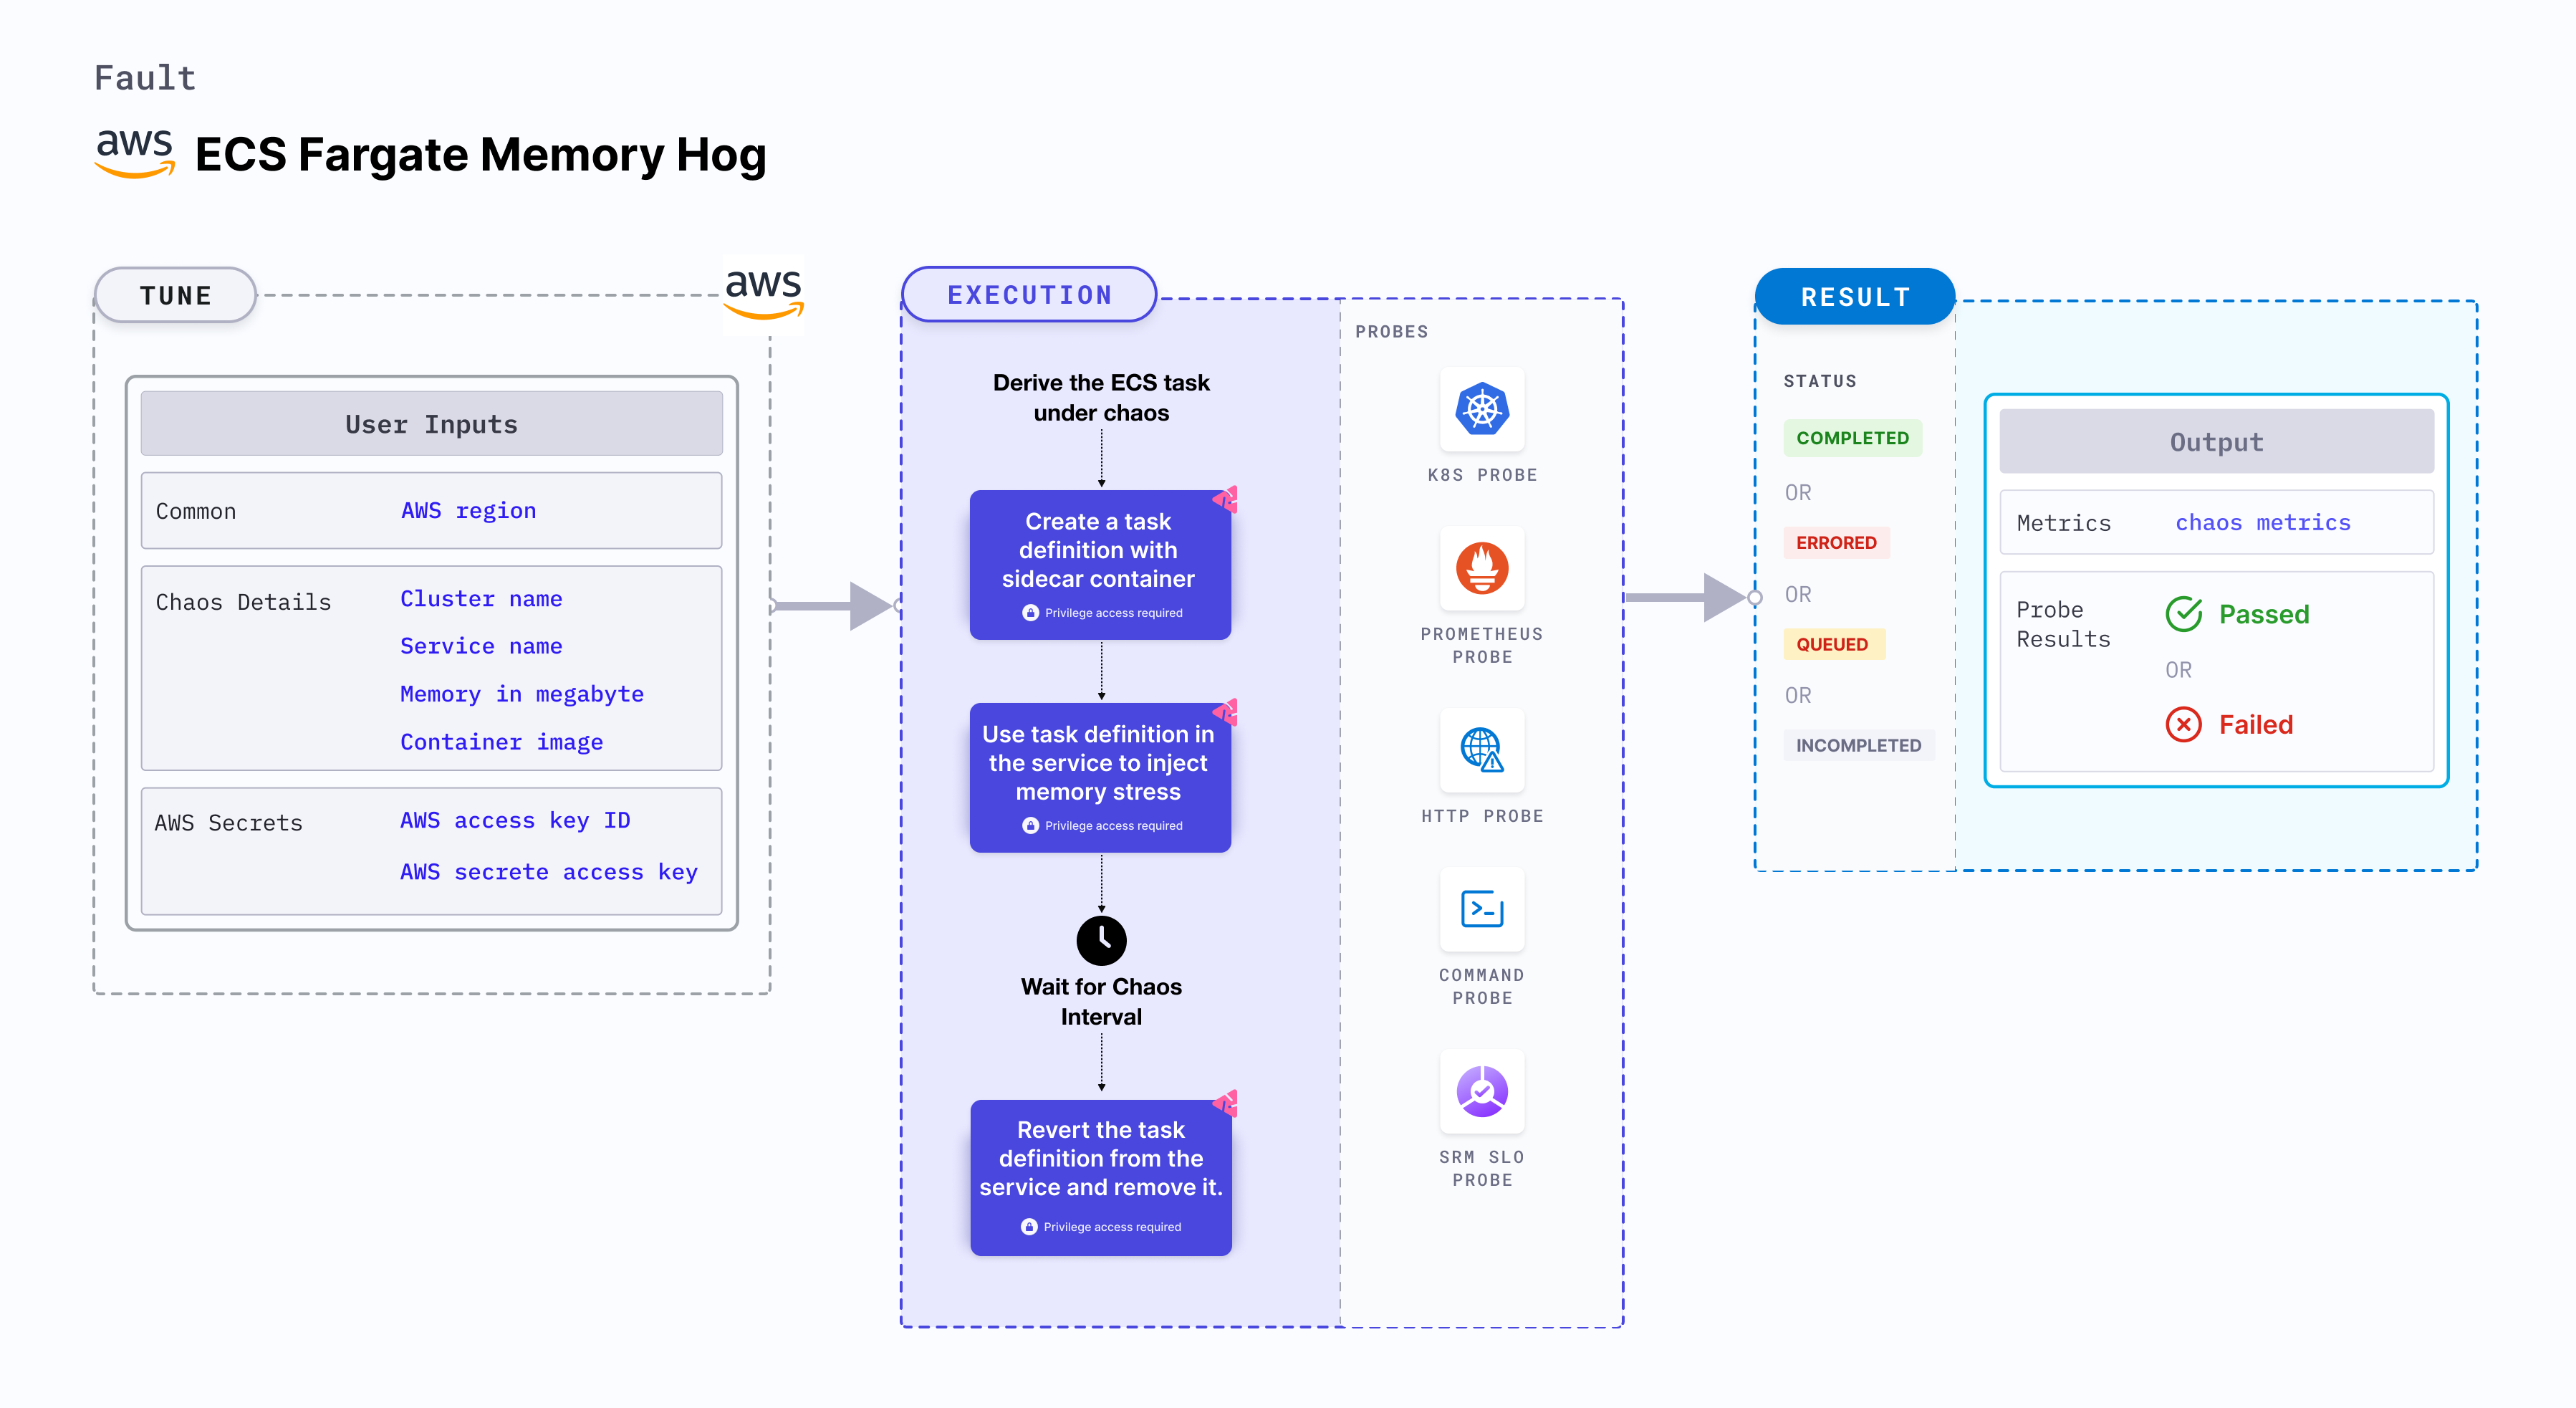 Fault
aws ECS Fargate Memory Hog
TUNE
aws
User Inputs
Common AWS region
Chaos Details Cluster name
Service name
Memory in megabyte
Container image
AWS Secrets AWS access key ID
AWS secrete access key
EXECUTION
Derive the ECS task
under chaos
Create a task
definition with
sidecar container
Privilege access required
Use task definition in
the service to inject
memory stress
Privilege access required
Wait for Chaos
Interval
Revert the task
definition from the
service and remove it.
Privilege access required
PROBES
K8S PROBE
PROMETHEUS
PROBE
HTTP PROBE
COMMAND
PROBE
SRM SLO
PROBE
RESULT
STATUS
COMPLETED
OR
ERRORED
OR
QUEUED
OR
INCOMPLETED
Output
Metrics chaos metrics
Probe
Results
Passed
OR
Failed